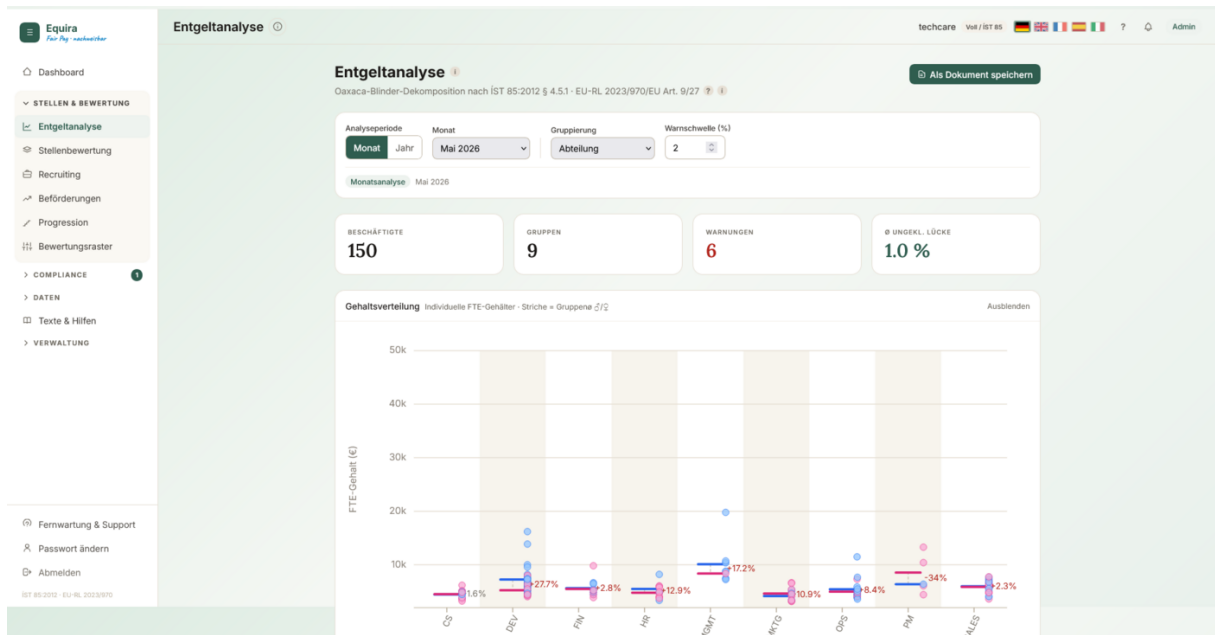 Equira
Fair Pay · nachweisbar
Dashboard
STELLEN & BEWERTUNG
Entgeltanalyse
Stellenbewertung
Recruiting
Beförderungen
Progression
Bewertungsraster
COMPLIANCE 1
DATEN
Texte & Hilfen
VERWALTUNG
Fernwartung & Support
Passwort ändern
Abmelden
İST 85:2012 · EU-RL 2023/970
Entgeltanalyse
techcare Voll / İST 85 ? Admin
Entgeltanalyse i
Als Dokument speichern
Oaxaca-Blinder-Dekomposition nach İST 85:2012 § 4.5.1 · EU-RL 2023/970/EU Art. 9/27 ? i
Analyseperiode Monat Gruppierung Warnschwelle (%)
Monat Jahr Mai 2026 Abteilung 2
Monatsanalyse Mai 2026
BESCHÄFTIGTE GRUPPEN WARNUNGEN Ø UNGEKL. LÜCKE
150 9 6 1.0 %
Gehaltsverteilung Individuelle FTE-Gehälter · Striche = Gruppenø ♂/♀ Ausblenden
FTE-Gehalt (€)
50k
40k
30k
20k
10k
1.6% +27.7% +2.8% +12.9% +17.2% 10.9% +8.4% -34% +2.3%
CS DEV FIN HR MGMT MKTG OPS PM ALES